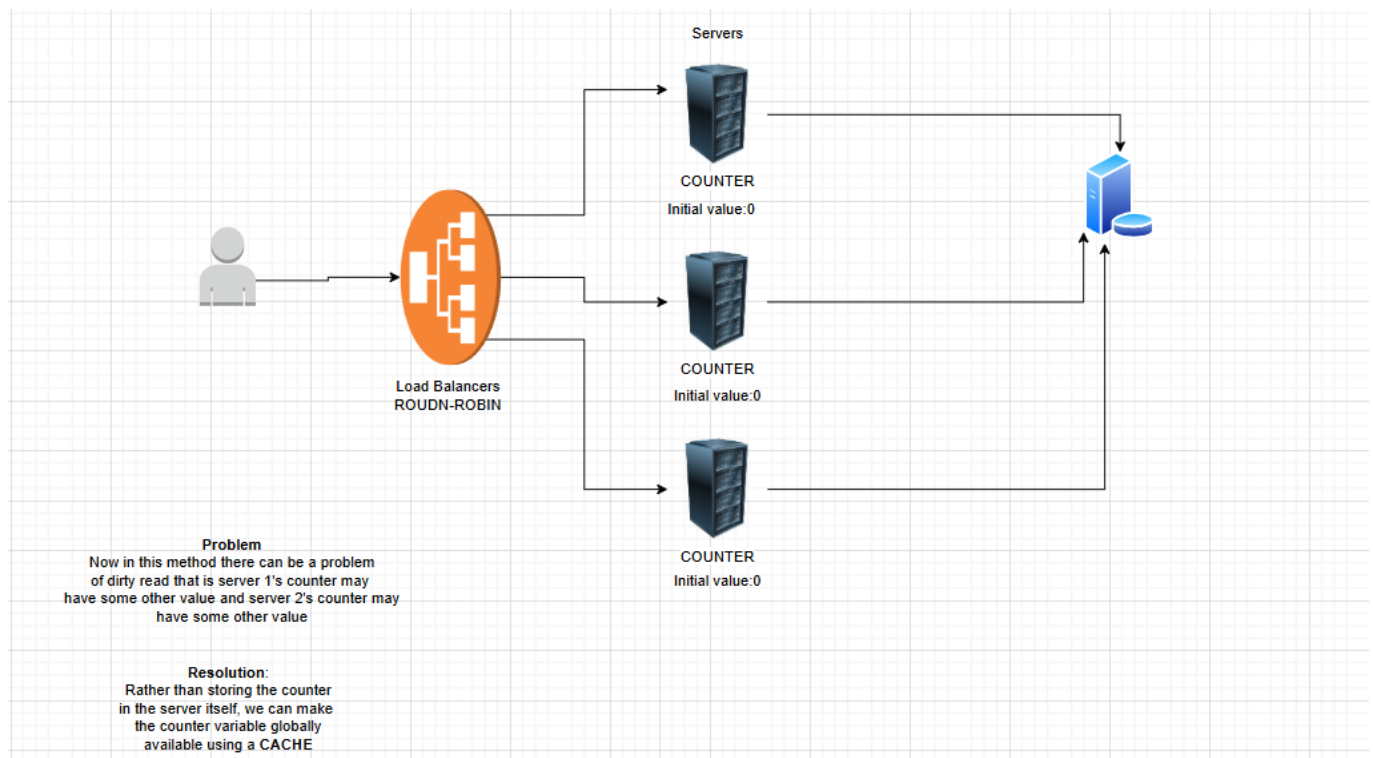 Servers
COUNTER
Initial value:0
COUNTER
Initial value:0
Load Balancers
ROUDN-ROBIN
COUNTER
Initial value:0
Problem
Now in this method there can be a problem
of dirty read that is server 1's counter may
have some other value and server 2's counter may
have some other value
Resolution:
Rather than storing the counter
in the server itself, we can make
the counter variable globally
available using a CACHE